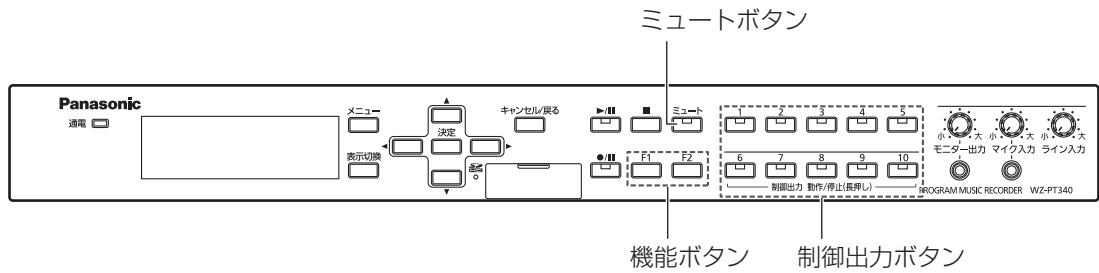 ミュートボタン
Panasonic
通電
メニュー
表示切換
▲
決定
◀ ▶
▼
キャンセル/戻る
▶/II ■ ミュート
●/II F1 F2
1 2 3 4 5
6 7 8 9 10
制御出力 動作/停止(長押し)
小 大 小 大 小 大
モニター出力 マイク入力 ライン入力
PROGRAM MUSIC RECORDER WZ-PT340
機能ボタン 制御出力ボタン